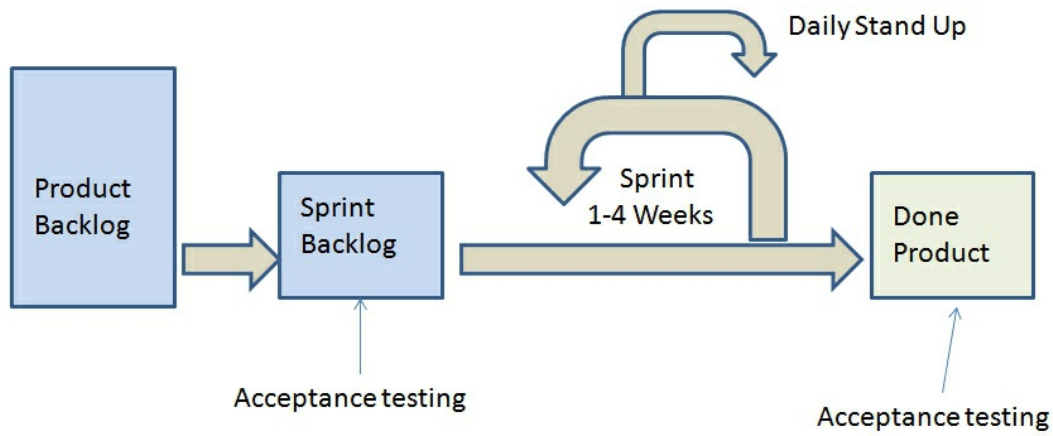 Daily Stand Up
Product
Backlog
Sprint
Backlog
Sprint
1-4 Weeks
Done
Product
Acceptance testing
Acceptance testing